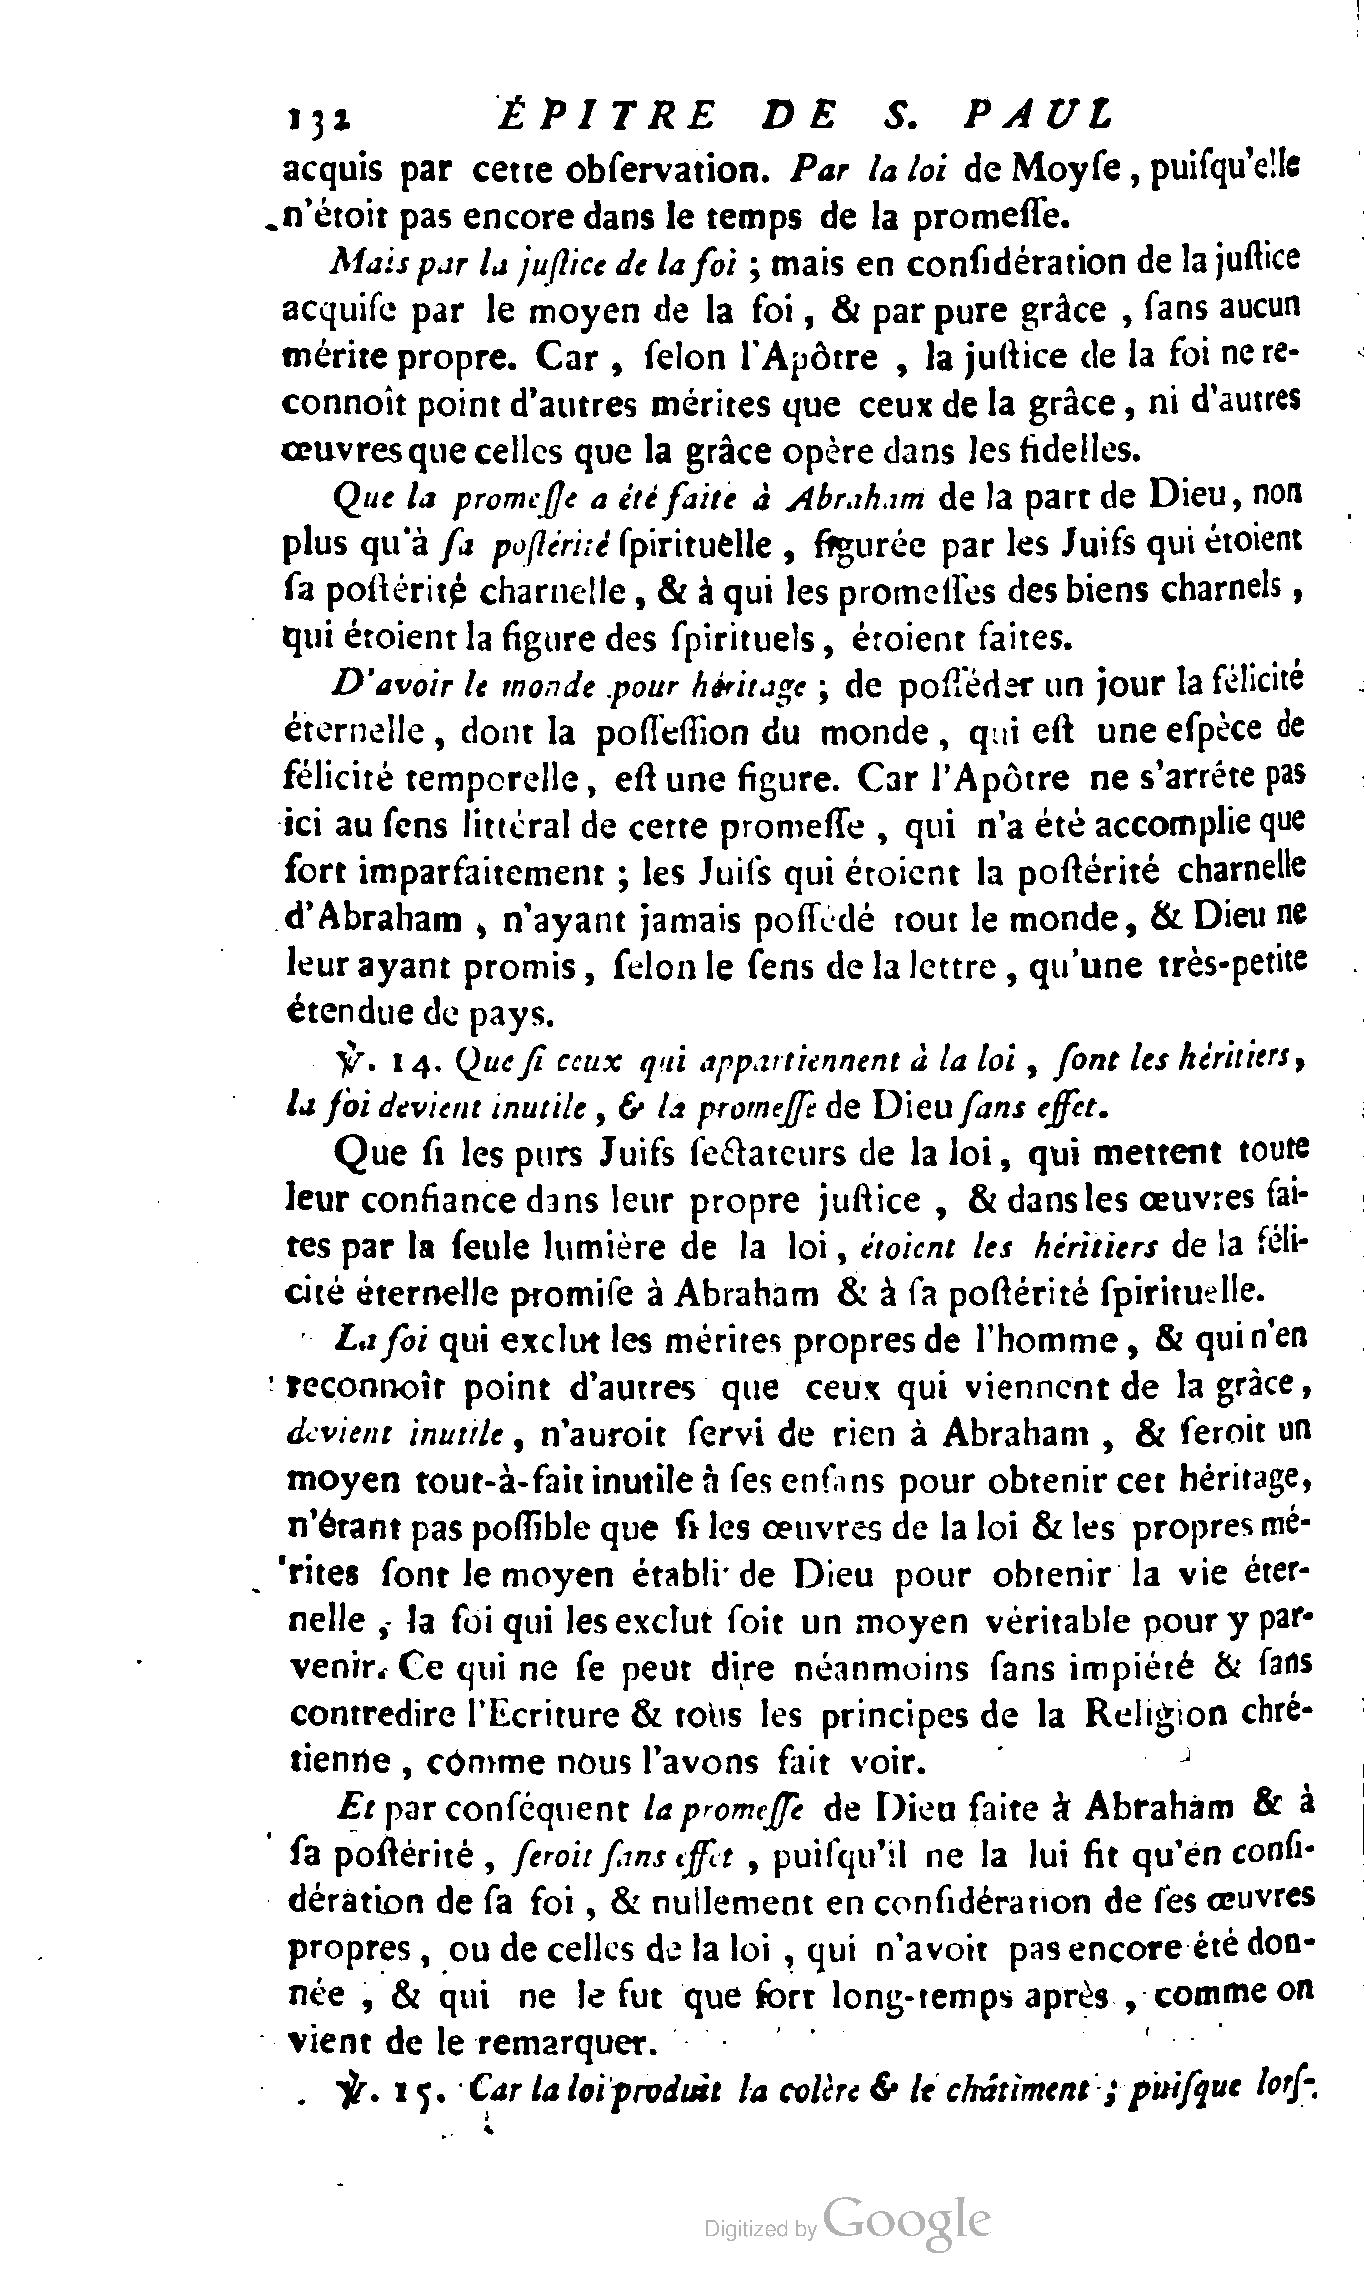 132 ÉPITRE DE S. PAUL
acquis par cette obſervation. Par la loi de Moyſe, puiſqu'elle
n'étoit pas encore dans le temps de la promeſſe.
Mais par la juſtice de la foi ; mais en conſidération de la juſtice
acquiſe par le moyen de la foi, & par pure grâce, ſans aucun
mérite propre. Car, ſelon l'Apôtre, la juſtice de la foi ne re-
connoît point d'autres mérites que ceux de la grâce, ni d'autres
œuvres que celles que la grâce opère dans les fidelles.
Que la promeſſe a été faite à Abraham de la part de Dieu, non
plus qu'à ſa poſtérité ſpirituelle, figurée par les Juifs qui étoient
ſa poſtérité charnelle, & à qui les promeſſes des biens charnels,
qui étoient la figure des ſpirituels, étoient faites.
D'avoir le monde pour héritage ; de poſſéder un jour la félicité
éternelle, dont la poſſeſſion du monde, qui eſt une eſpèce de
félicité temporelle, eſt une figure. Car l'Apôtre ne s'arrête pas
ici au ſens littéral de cette promeſſe, qui n'a été accomplie que
fort imparfaitement ; les Juifs qui étoient la poſtérité charnelle
d'Abraham, n'ayant jamais poſſédé tout le monde, & Dieu ne
leur ayant promis, ſelon le ſens de la lettre, qu'une très-petite
étendue de pays.
℣. 14. Que ſi ceux qui appartiennent à la loi, ſont les héritiers,
la foi devient inutile, & la promeſſe de Dieu ſans effet.
Que ſi les purs Juifs ſectateurs de la loi, qui mettent toute
leur confiance dans leur propre juſtice, & dans les œuvres fai-
tes par la ſeule lumière de la loi, étoient les héritiers de la féli-
cité éternelle promiſe à Abraham & à ſa poſtérité ſpirituelle.
La foi qui exclut les mérites propres de l'homme, & qui n'en
reconnoît point d'autres que ceux qui viennent de la grâce,
devient inutile, n'auroit ſervi de rien à Abraham, & ſeroit un
moyen tout-à-fait inutile à ſes enfans pour obtenir cet héritage,
n'étant pas poſſible que ſi les œuvres de la loi & les propres mé-
rites ſont le moyen établi de Dieu pour obtenir la vie éter-
nelle, la foi qui les exclut ſoit un moyen véritable pour y par-
venir. Ce qui ne ſe peut dire néanmoins ſans impiété & ſans
contredire l'Ecriture & tous les principes de la Religion chré-
tienne, comme nous l'avons fait voir.
Et par conſéquent la promeſſe de Dieu faite à Abraham & à
ſa poſtérité, ſeroit ſans effet, puiſqu'il ne la lui fit qu'en conſi-
dération de ſa foi, & nullement en conſidération de ſes œuvres
propres, ou de celles de la loi, qui n'avoit pas encore été don-
née, & qui ne le fut que fort long-temps après, comme on
vient de le remarquer.
℣. 15. Car la loi produit la colère & le châtiment ; puiſque lorſ-
Digitized by Google